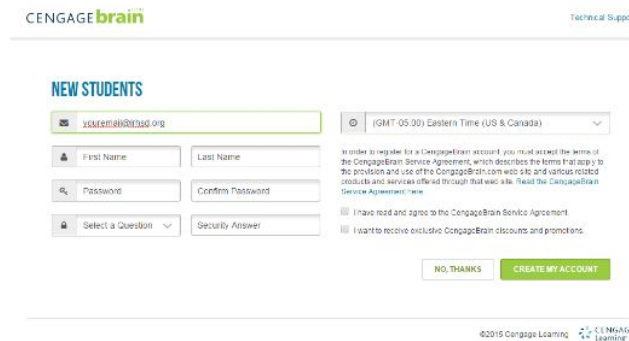 CENGAGE brain
Technical Suppo
NEW STUDENTS
youremail@lrhsd.org
First Name
Last Name
Password
Confirm Password
Select a Question
Security Answer
(GMT-05:00) Eastern Time (US & Canada)
In order to register for a CengageBrain account, you must accept the terms of
the CengageBrain Service Agreement, which describes the terms that apply to
the provision and use of the CengageBrain.com web site and various related
products and services offered through that web site. Read the CengageBrain
Service Agreement here.
I have read and agree to the CengageBrain Service Agreement.
I want to receive exclusive CengageBrain discounts and promotions.
NO, THANKS
CREATE MY ACCOUNT
©2015 Cengage Learning
CENGAG
Learning